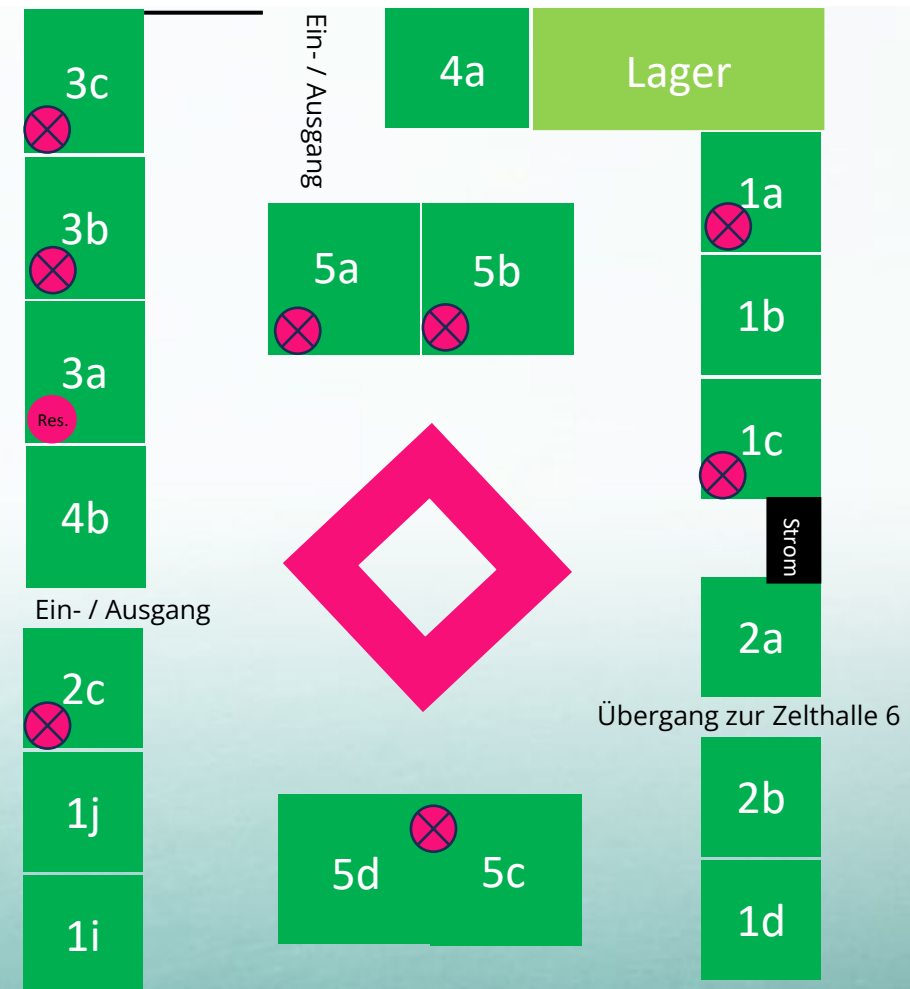 3c
Ein- / Ausgang
4a
Lager
3b
5a
5b
1a
1b
3a
Res.
1c
4b
Strom
Ein- / Ausgang
2a
2c
Übergang zur Zelthalle 6
1j
2b
5d
5c
1i
1d